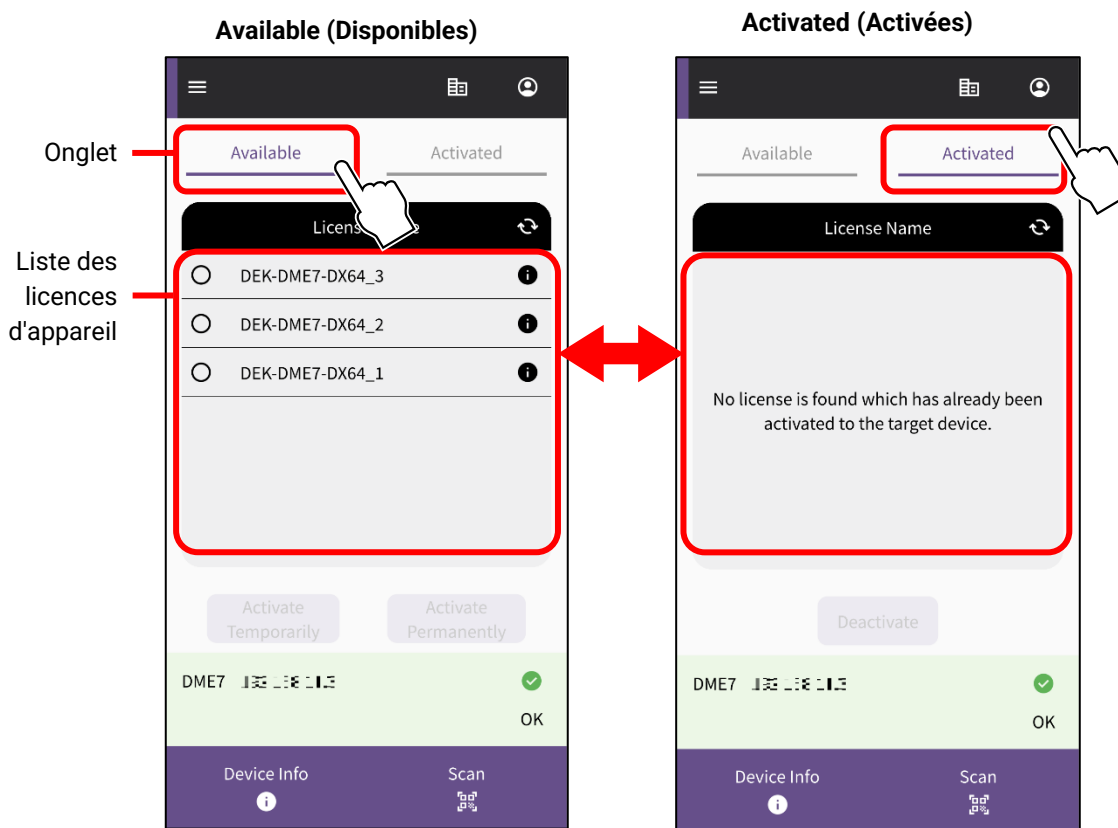 Available (Disponibles)
Activated (Activées)
Onglet
Available
Activated
License Name
Liste des
licences
d'appareil
DEK-DME7-DX64_3
DEK-DME7-DX64_2
DEK-DME7-DX64_1
Activate
Temporarily
Activate
Permanently
DME7
OK
Device Info
Scan
Available
Activated
License Name
No license is found which has already been
activated to the target device.
Deactivate
DME7
OK
Device Info
Scan